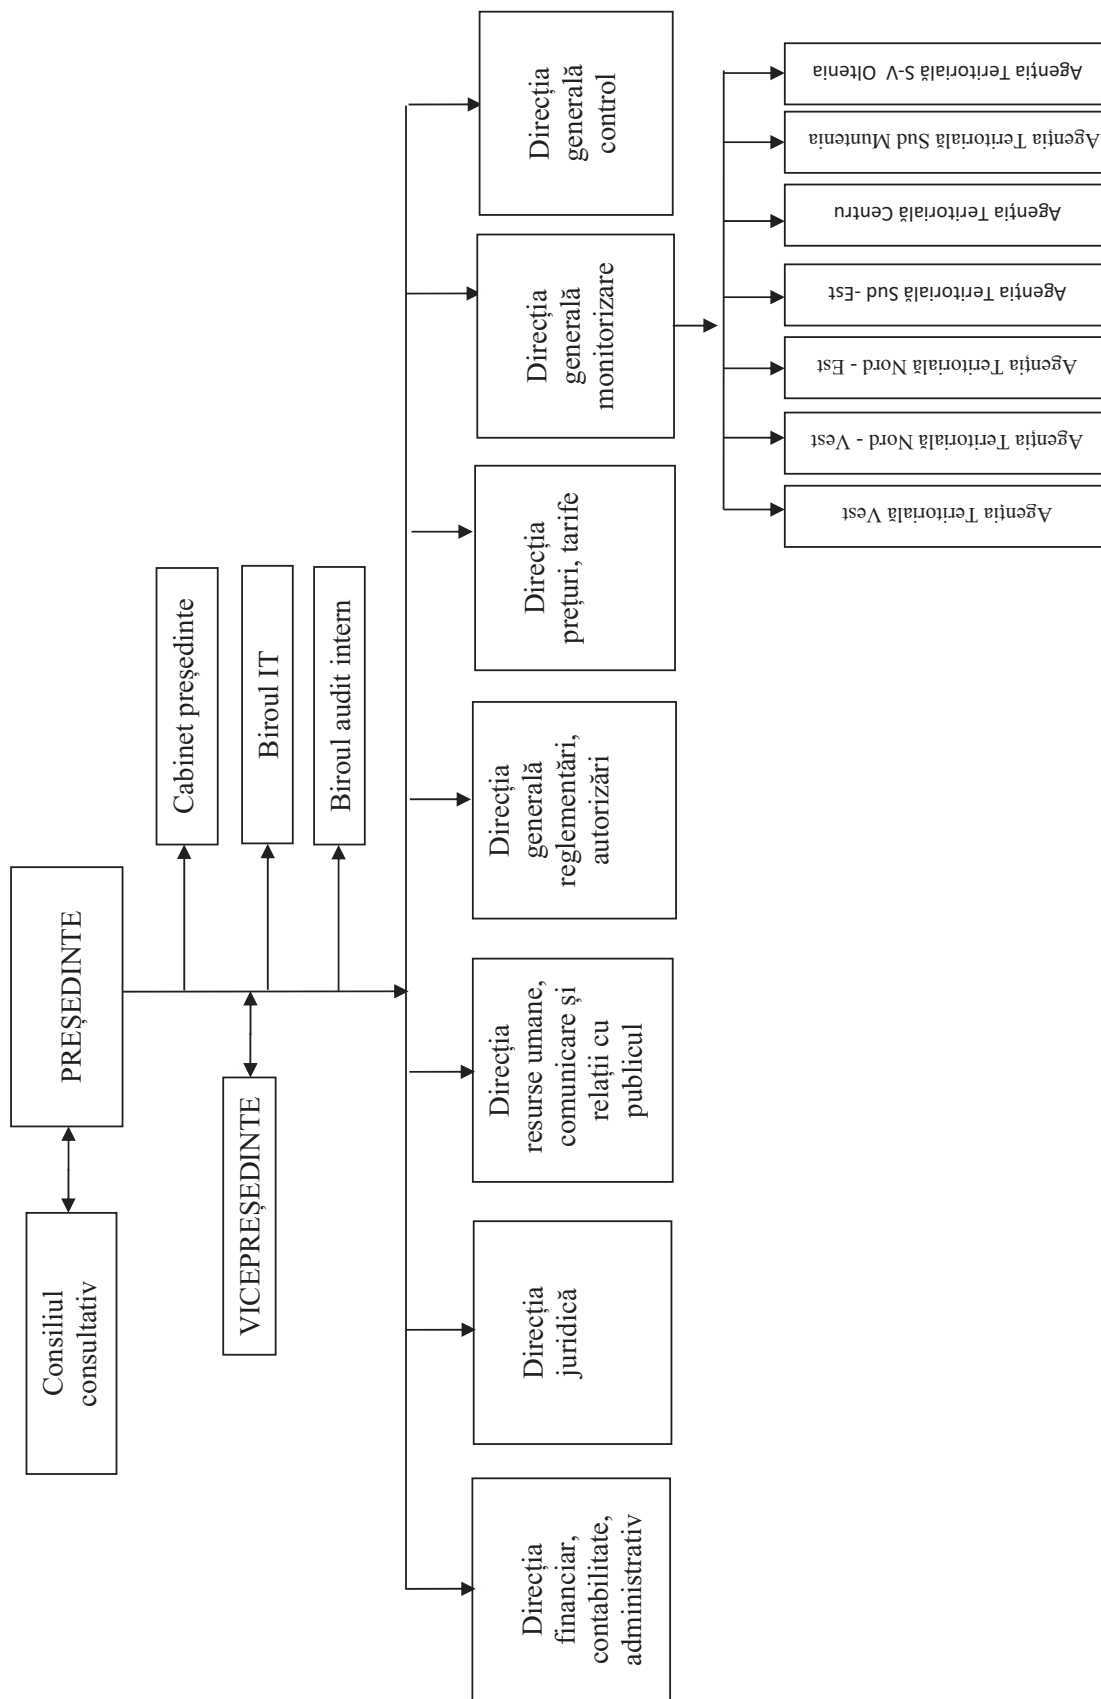 Consiliul
consultativ
PREȘEDINTE
VICEPREȘEDINTE
Cabinet președinte
Biroul IT
Biroul audit intern
Direcția
financiar,
contabilitate,
administrativ
Direcția
juridică
Direcția
resurse umane,
comunicare și
relații cu
publicul
Direcția
generală
reglementări,
autorizări
Direcția
prețuri, tarife
Direcția
generală
monitorizare
Direcția
generală
control
Agenția Teritorială Vest
Agenția Teritorială Nord - Vest
Agenția Teritorială Nord - Est
Agenția Teritorială Sud -Est
Agenția Teritorială Centru
Agenția Teritorială Sud Muntenia
Agenția Teritorială S-V Oltenia